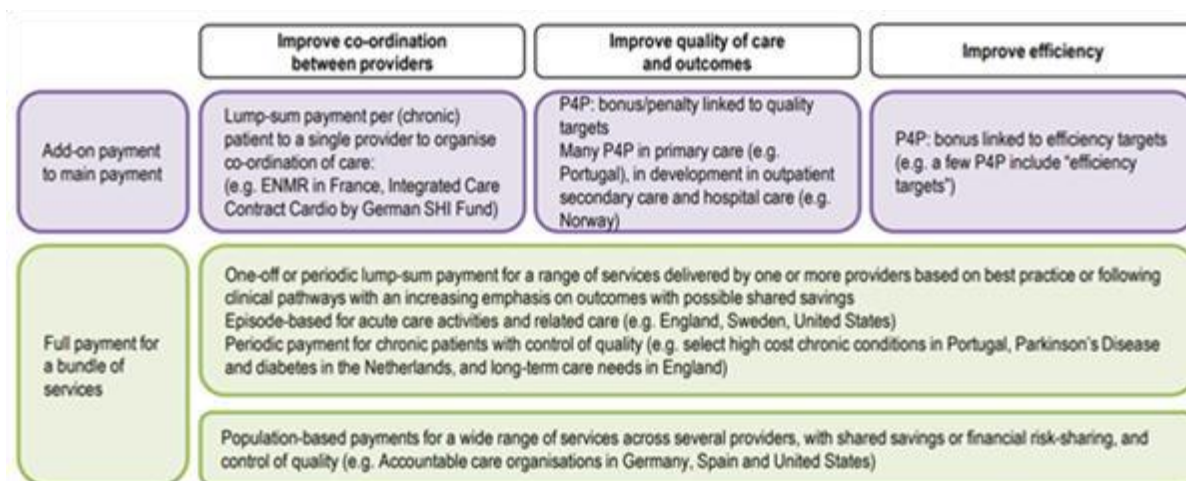 Improve co-ordination
between providers
Improve quality of care
and outcomes
Improve efficiency
Add-on payment
to main payment
Lump-sum payment per (chronic)
patient to a single provider to organise
co-ordination of care:
(e.g. ENMR in France, Integrated Care
Contract Cardio by German SHI Fund)
P4P: bonus/penalty linked to quality
targets
Many P4P in primary care (e.g.
Portugal), in development in outpatient
secondary care and hospital care (e.g.
Norway)
P4P: bonus linked to efficiency targets
(e.g. a few P4P include “efficiency
targets”)
Full payment for
a bundle of
services
One-off or periodic lump-sum payment for a range of services delivered by one or more providers based on best practice or following
clinical pathways with an increasing emphasis on outcomes with possible shared savings
Episode-based for acute care activities and related care (e.g. England, Sweden, United States)
Periodic payment for chronic patients with control of quality (e.g. select high cost chronic conditions in Portugal, Parkinson's Disease
and diabetes in the Netherlands, and long-term care needs in England)
Population-based payments for a wide range of services across several providers, with shared savings or financial risk-sharing, and
control of quality (e.g. Accountable care organisations in Germany, Spain and United States)